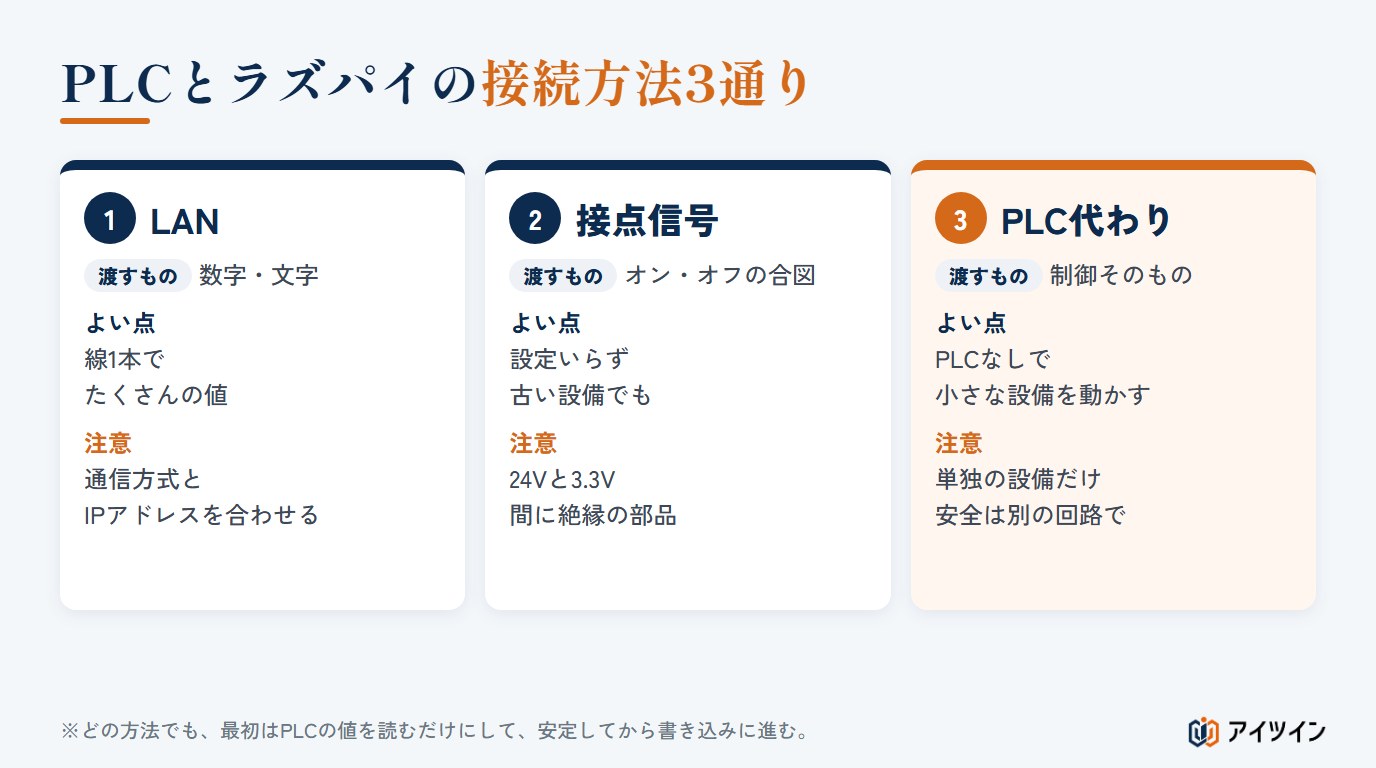 PLCとラズパイの接続方法3通り
1 LAN
渡すもの 数字・文字
よい点
線1本で
たくさんの値
注意
通信方式と
IPアドレスを合わせる
2 接点信号
渡すもの オン・オフの合図
よい点
設定いらず
古い設備でも
注意
24Vと3.3V
間に絶縁の部品
3 PLC代わり
渡すもの 制御そのもの
よい点
PLCなしで
小さな設備を動かす
注意
単独の設備だけ
安全は別の回路で
※どの方法でも、最初はPLCの値を読むだけにして、安定してから書き込みに進む。
アイツイン